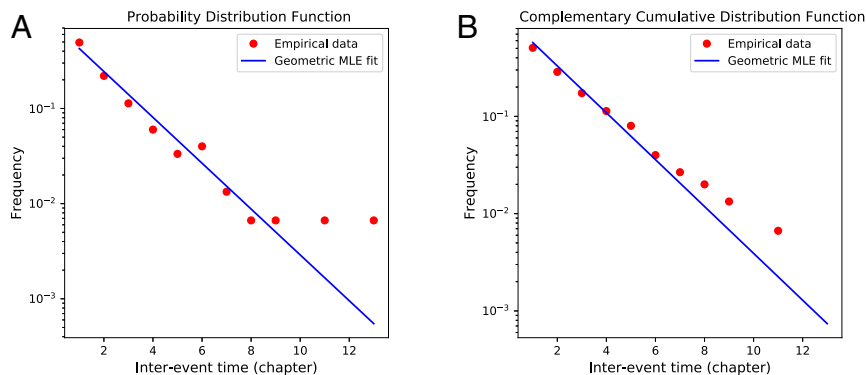 A
Probability Distribution Function
Empirical data
Geometric MLE fit
Frequency
10⁻¹
10⁻²
10⁻³
2 4 6 8 10 12
Inter-event time (chapter)
B
Complementary Cumulative Distribution Function
Empirical data
Geometric MLE fit
Frequency
10⁻¹
10⁻²
10⁻³
2 4 6 8 10 12
Inter-event time (chapter)